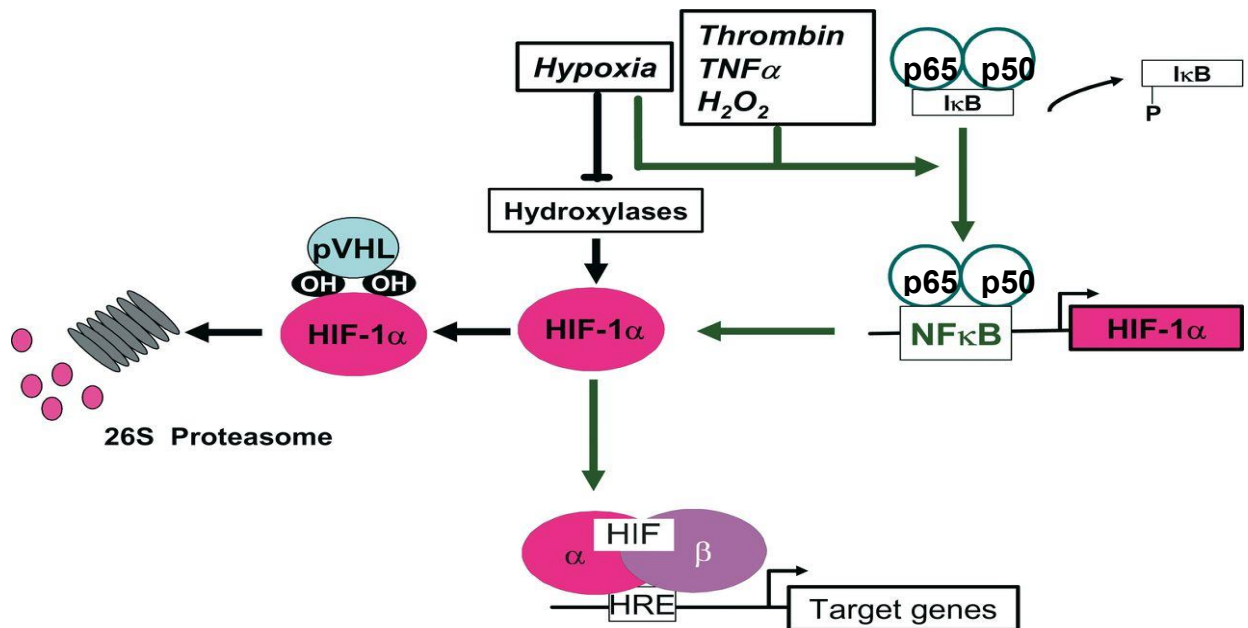 Hypoxia
Thrombin
TNFα
H₂O₂
p65 p50
IκB
IκB
P
Hydroxylases
pVHL
OH OH
HIF-1α
HIF-1α
p65 p50
NFκB
HIF-1α
26S Proteasome
HIF
α β
HRE
Target genes